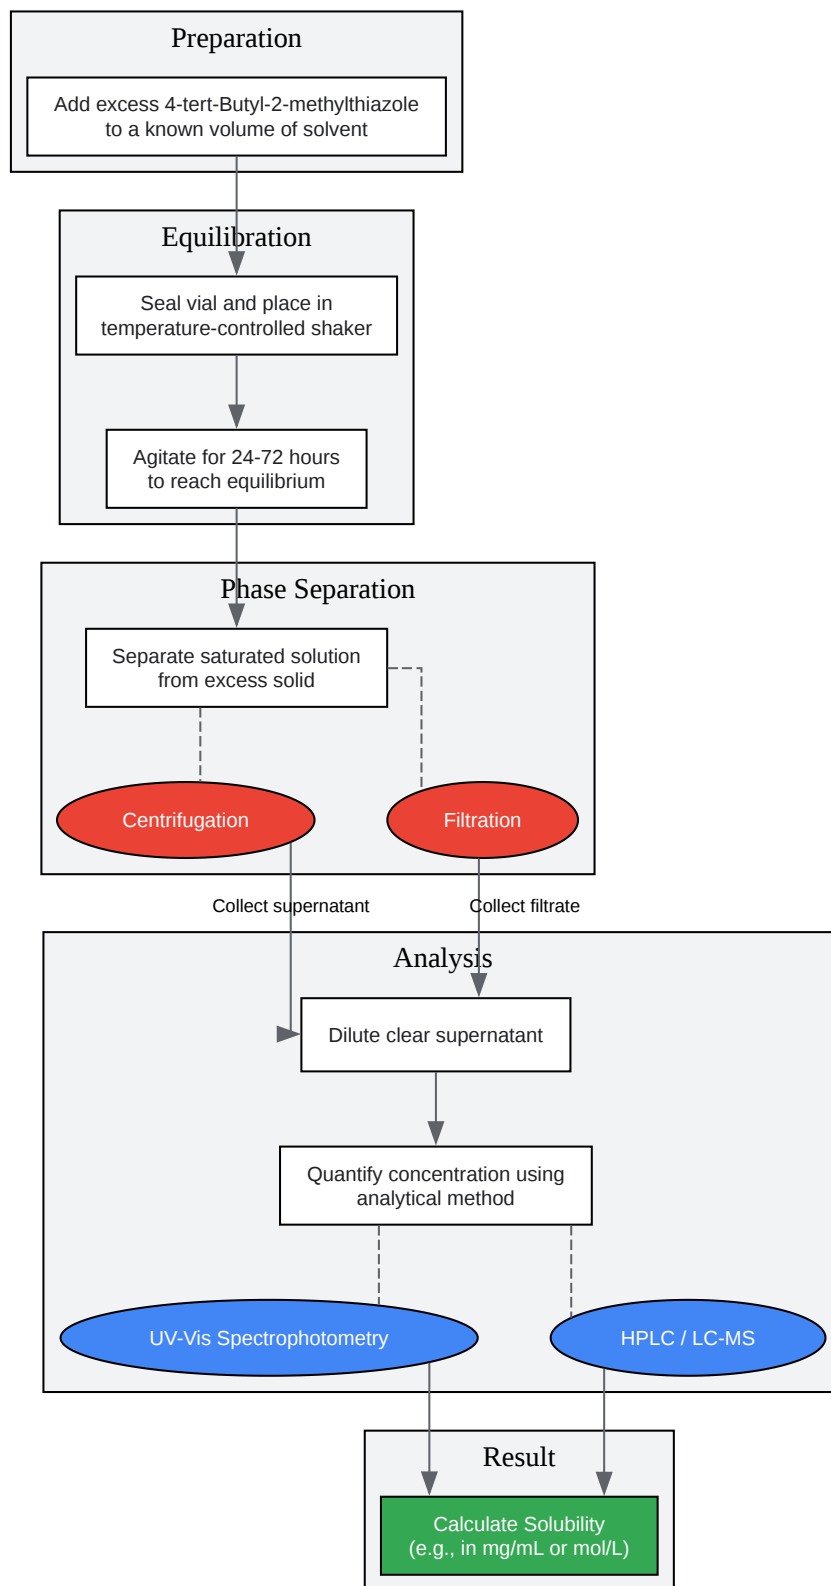 Preparation
Add excess 4-tert-Butyl-2-methylthiazole
to a known volume of solvent
Equilibration
Seal vial and place in
temperature-controlled shaker
Agitate for 24-72 hours
to reach equilibrium
Phase Separation
Separate saturated solution
from excess solid
Centrifugation
Filtration
Collect supernatant
Collect filtrate
Analysis
Dilute clear supernatant
Quantify concentration using
analytical method
UV-Vis Spectrophotometry
HPLC / LC-MS
Result
Calculate Solubility
(e.g., in mg/mL or mol/L)